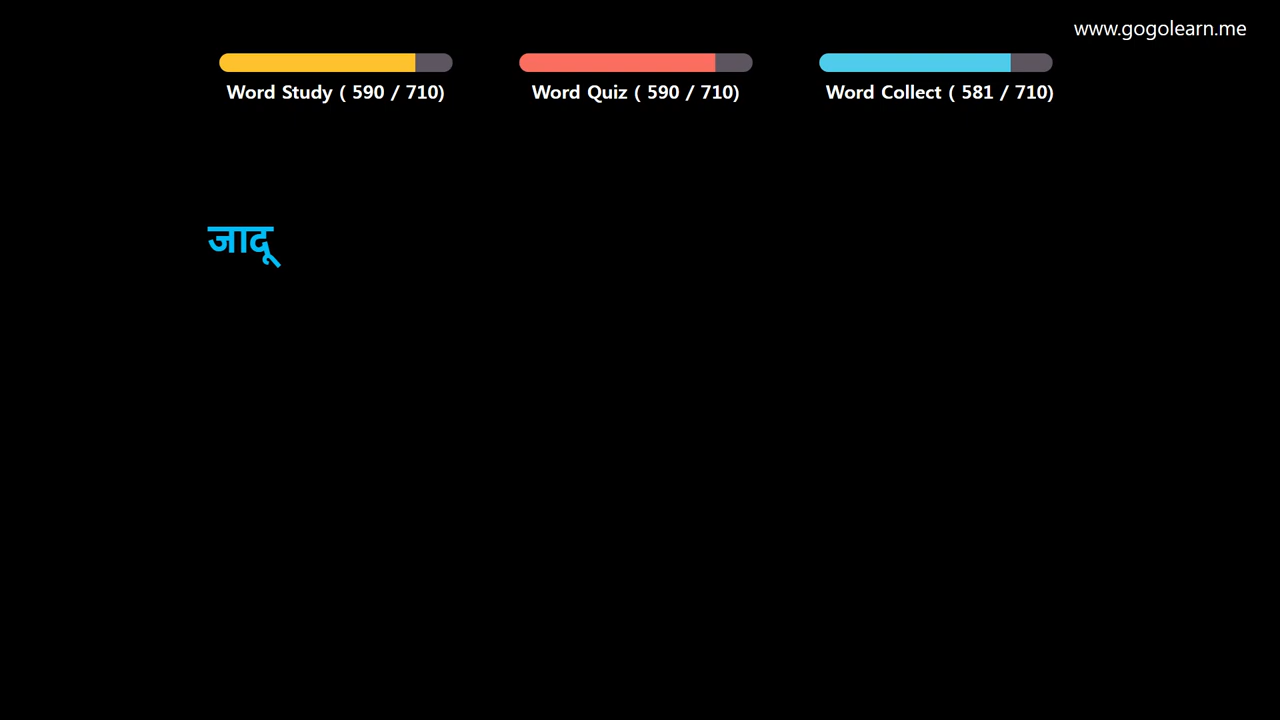 www.gogolearn.me
Word Study ( 590 / 710)
Word Quiz ( 590 / 710)
Word Collect ( 581 / 710)
जादू